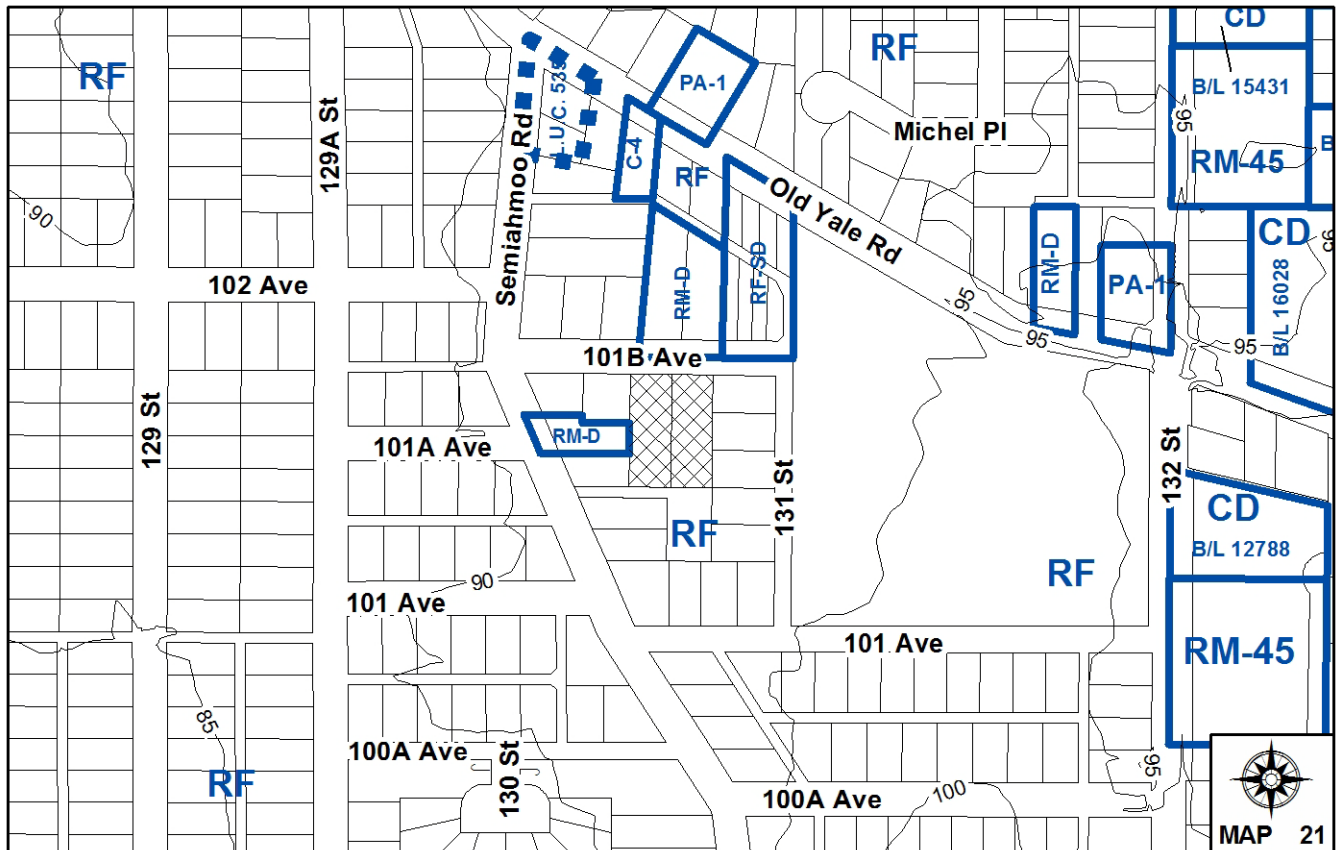 CD
RF
RF
PA-1
B/L 15431
L.U.C. 535
Semiahmoo Rd
129A St
95
Michel Pl
C-4
B
RM-45
RF
Old Yale Rd
90
CD
95
RM-D
RF-SD
RM-D
PA-1
102 Ave
B/L 16028
95
95
95
101B Ave
129 St
RM-D
101A Ave
131 St
132 St
CD
RF
B/L 12788
RF
90
101 Ave
101 Ave
RM-45
85
100A Ave
130 St
RF
95
100A Ave
100
MAP 21